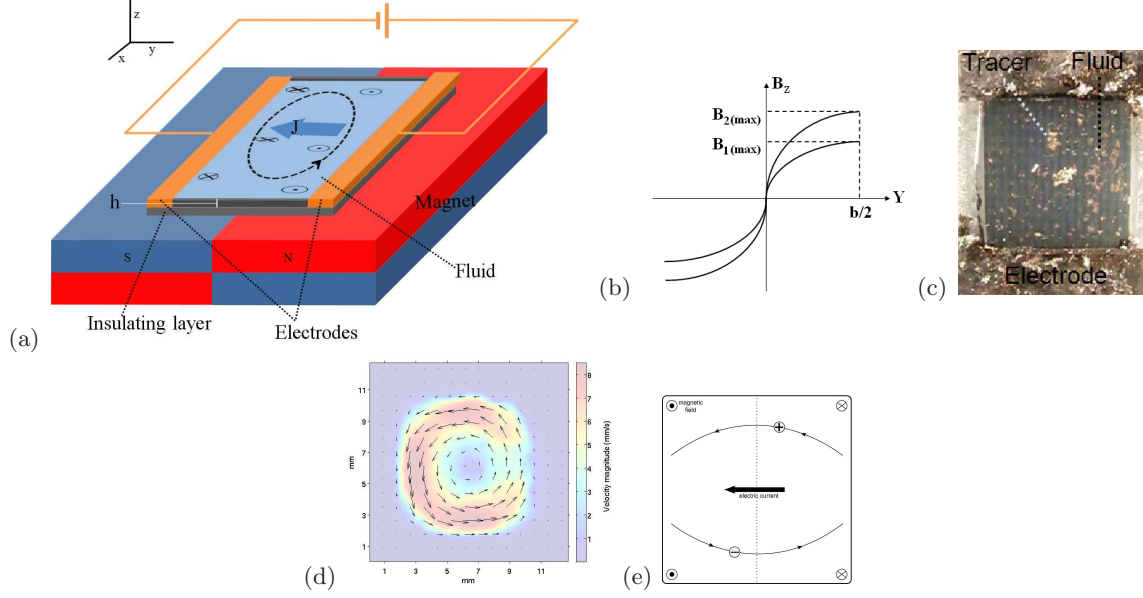 z
x
y
J
h
Magnet
S
N
Fluid
Insulating layer
Electrodes
(a)
B_Z
B_2(max)
B_1(max)
Y
b/2
(b)
Tracer
Fluid
Electrode
(c)
11
9
7
5
3
1
mm
1 3 5 7 9 11
mm
8
7
6
5
4
3
2
1
Velocity magnitude (mm/s)
(d)
magnetic
field
electric current
(e)